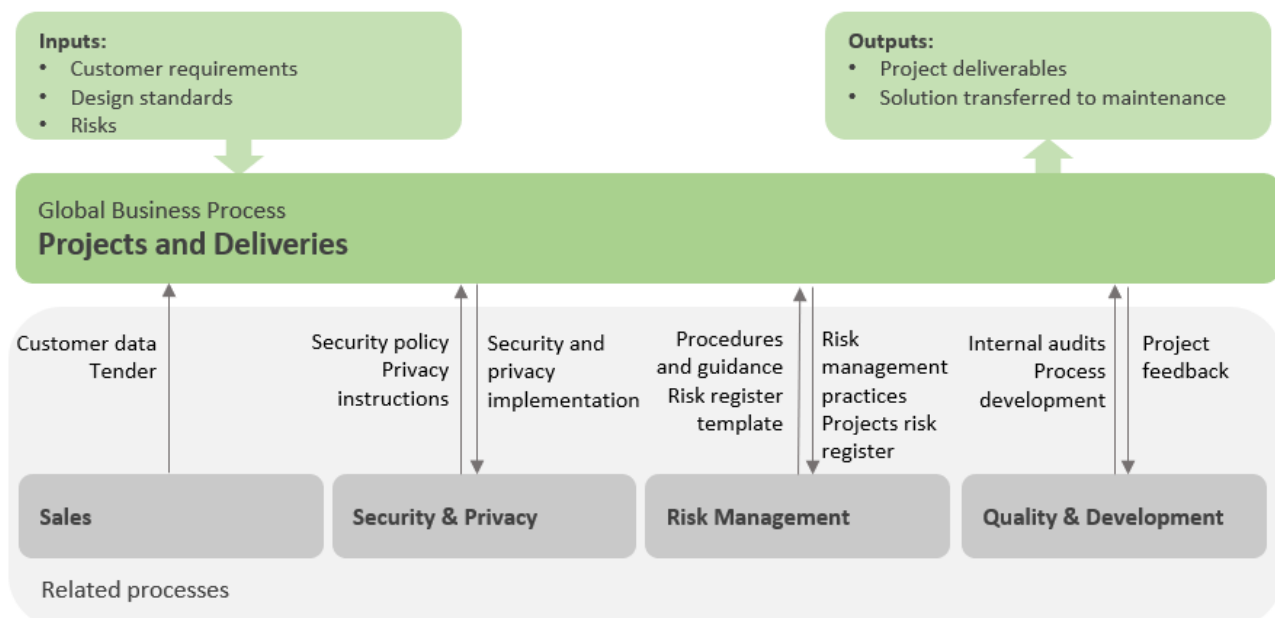 Inputs:
• Customer requirements
• Design standards
• Risks
Outputs:
• Project deliverables
• Solution transferred to maintenance
Global Business Process
Projects and Deliveries
Customer data
Tender
Security policy
Privacy
instructions
Security and
privacy
implementation
Procedures
and guidance
Risk register
template
Risk
management
practices
Projects risk
register
Internal audits
Process
development
Project
feedback
Sales
Security & Privacy
Risk Management
Quality & Development
Related processes